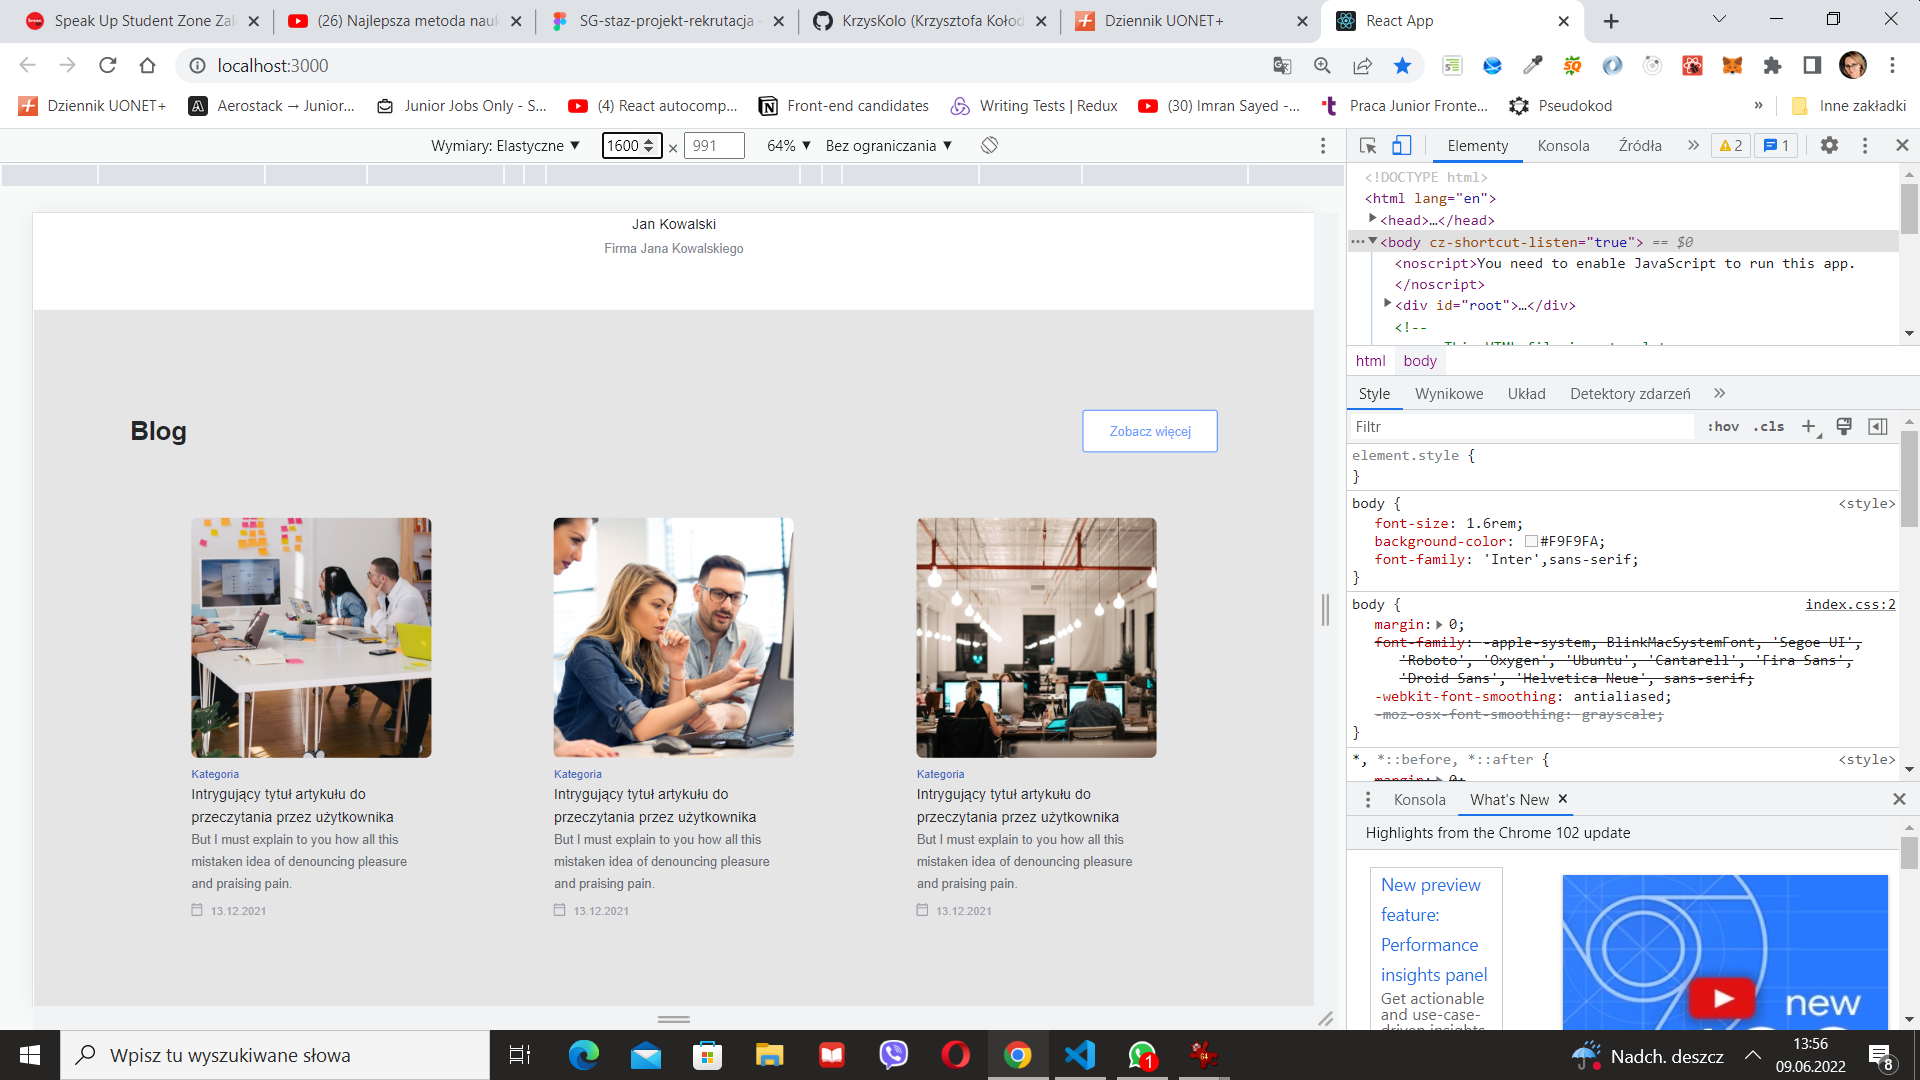 Speak Up Student Zone Zal
(26) Najlepsza metoda nauk
SG-staz-projekt-rekrutacja
KrzysKolo (Krzysztofa Kołod
Dziennik UONET+
React App
localhost:3000
Dziennik UONET+
Aerostack → Junior...
Junior Jobs Only - S...
(4) React autocomp...
Front-end candidates
Writing Tests | Redux
(30) Imran Sayed -...
Praca Junior Fronte...
Pseudokod
»
Inne zakładki
Wymiary: Elastyczne ▼
1600
×
991
64% ▼
Bez ograniczania ▼
Elementy
Konsola
Źródła
»
2
1
Jan Kowalski
Firma Jana Kowalskiego
Blog
Zobacz więcej
Kategoria
Intrygujący tytuł artykułu do
przeczytania przez użytkownika
But I must explain to you how all this
mistaken idea of denouncing pleasure
and praising pain.
13.12.2021
Kategoria
Intrygujący tytuł artykułu do
przeczytania przez użytkownika
But I must explain to you how all this
mistaken idea of denouncing pleasure
and praising pain.
13.12.2021
Kategoria
Intrygujący tytuł artykułu do
przeczytania przez użytkownika
But I must explain to you how all this
mistaken idea of denouncing pleasure
and praising pain.
13.12.2021
<!DOCTYPE html>
<html lang="en">
<head>…</head>
<body cz-shortcut-listen="true"> == $0
<noscript>You need to enable JavaScript to run this app.
</noscript>
<div id="root">…</div>
<!--
html
body
Style
Wynikowe
Układ
Detektory zdarzeń
»
Filtr
:hov
.cls
element.style {
}
body {
<style>
font-size: 1.6rem;
background-color: #F9F9FA;
font-family: 'Inter',sans-serif;
}
body {
index.css:2
margin: 0;
font-family: -apple-system, BlinkMacSystemFont, 'Segoe UI',
'Roboto', 'Oxygen', 'Ubuntu', 'Cantarell', 'Fira Sans',
'Droid Sans', 'Helvetica Neue', sans-serif;
-webkit-font-smoothing: antialiased;
-moz-osx-font-smoothing: grayscale;
}
*, *::before, *::after {
<style>
margin: 0;
Konsola
What's New
Highlights from the Chrome 102 update
New preview
feature:
Performance
insights panel
Get actionable
and use-case-
driven insights
new
Wpisz tu wyszukiwane słowa
1
64
Nadch. deszcz
13:56
09.06.2022
8